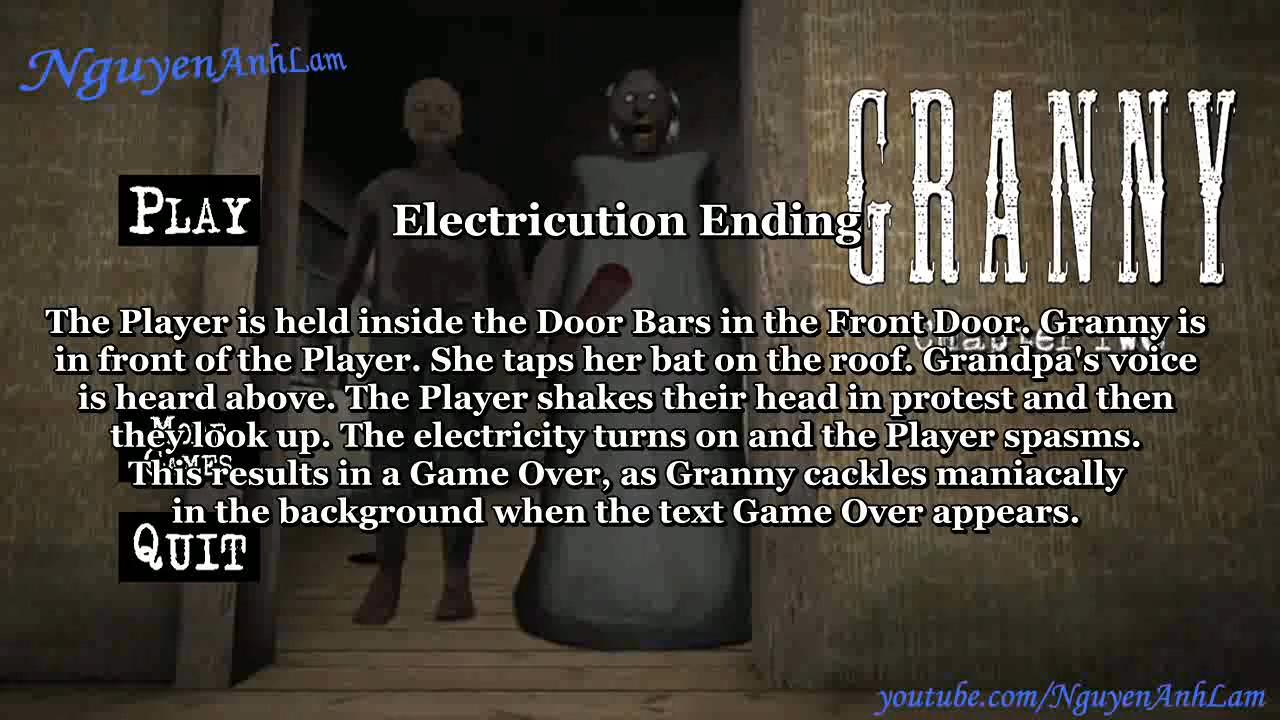 NguyenAnhLam
GRANNY
PLAY
Electricution Ending
The Player is held inside the Door Bars in the Front Door. Granny is
Chapter Two
in front of the Player. She taps her bat on the roof. Grandpa's voice
is heard above. The Player shakes their head in protest and then
they look up. The electricity turns on and the Player spasms.
More
Games
This results in a Game Over, as Granny cackles maniacally
in the background when the text Game Over appears.
QUIT
youtube.com/NguyenAnhLam